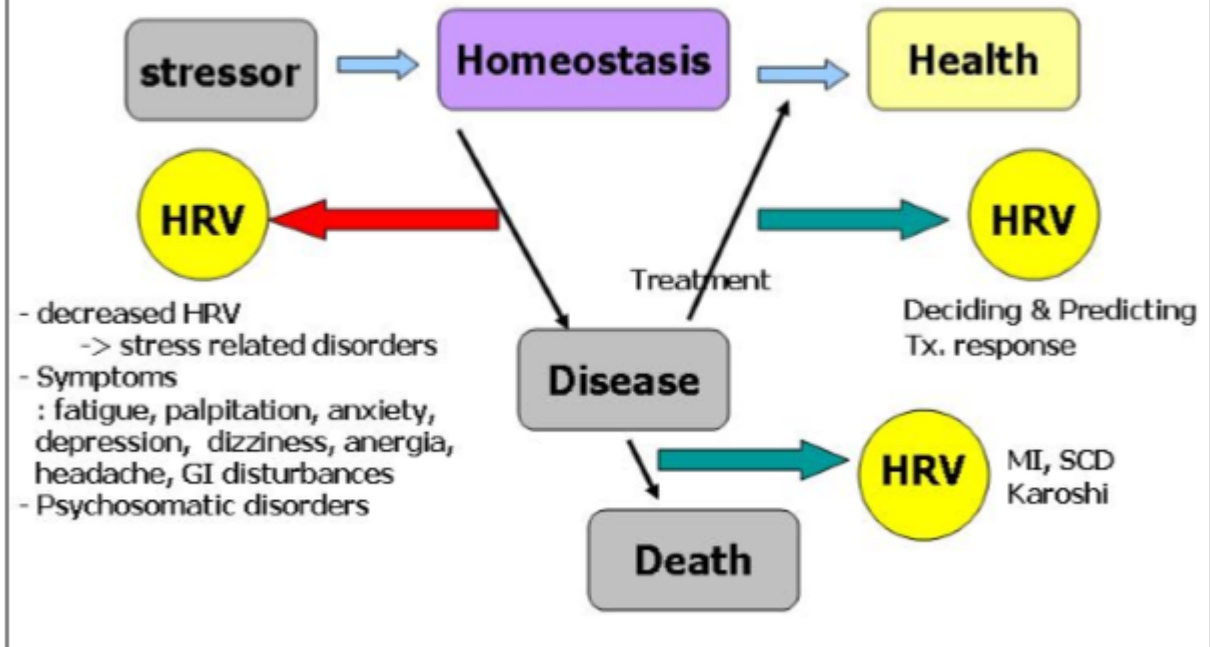 stressor
Homeostasis
Health
HRV
HRV
Treatment
- decreased HRV
-> stress related disorders
- Symptoms
: fatigue, palpitation, anxiety,
depression, dizziness, anergia,
headache, GI disturbances
- Psychosomatic disorders
Deciding & Predicting
Tx. response
Disease
HRV
MI, SCD
Karoshi
Death